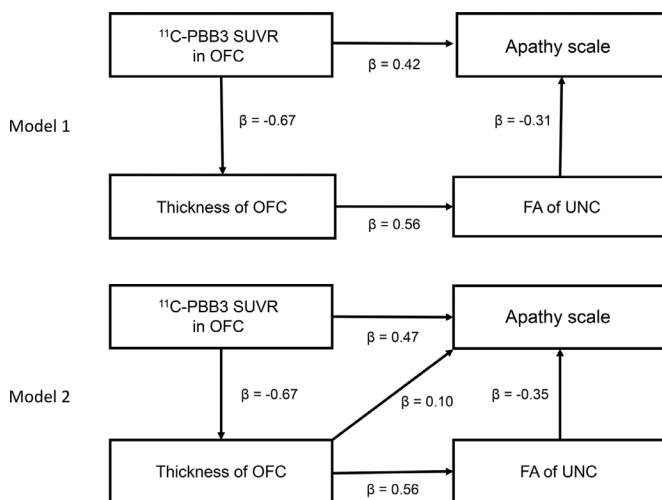 ¹¹C-PBB3 SUVR
in OFC
Apathy scale
β = 0.42
Model 1
β = -0.67
β = -0.31
Thickness of OFC
FA of UNC
β = 0.56
¹¹C-PBB3 SUVR
in OFC
Apathy scale
β = 0.47
Model 2
β = -0.67
β = 0.10
β = -0.35
Thickness of OFC
FA of UNC
β = 0.56